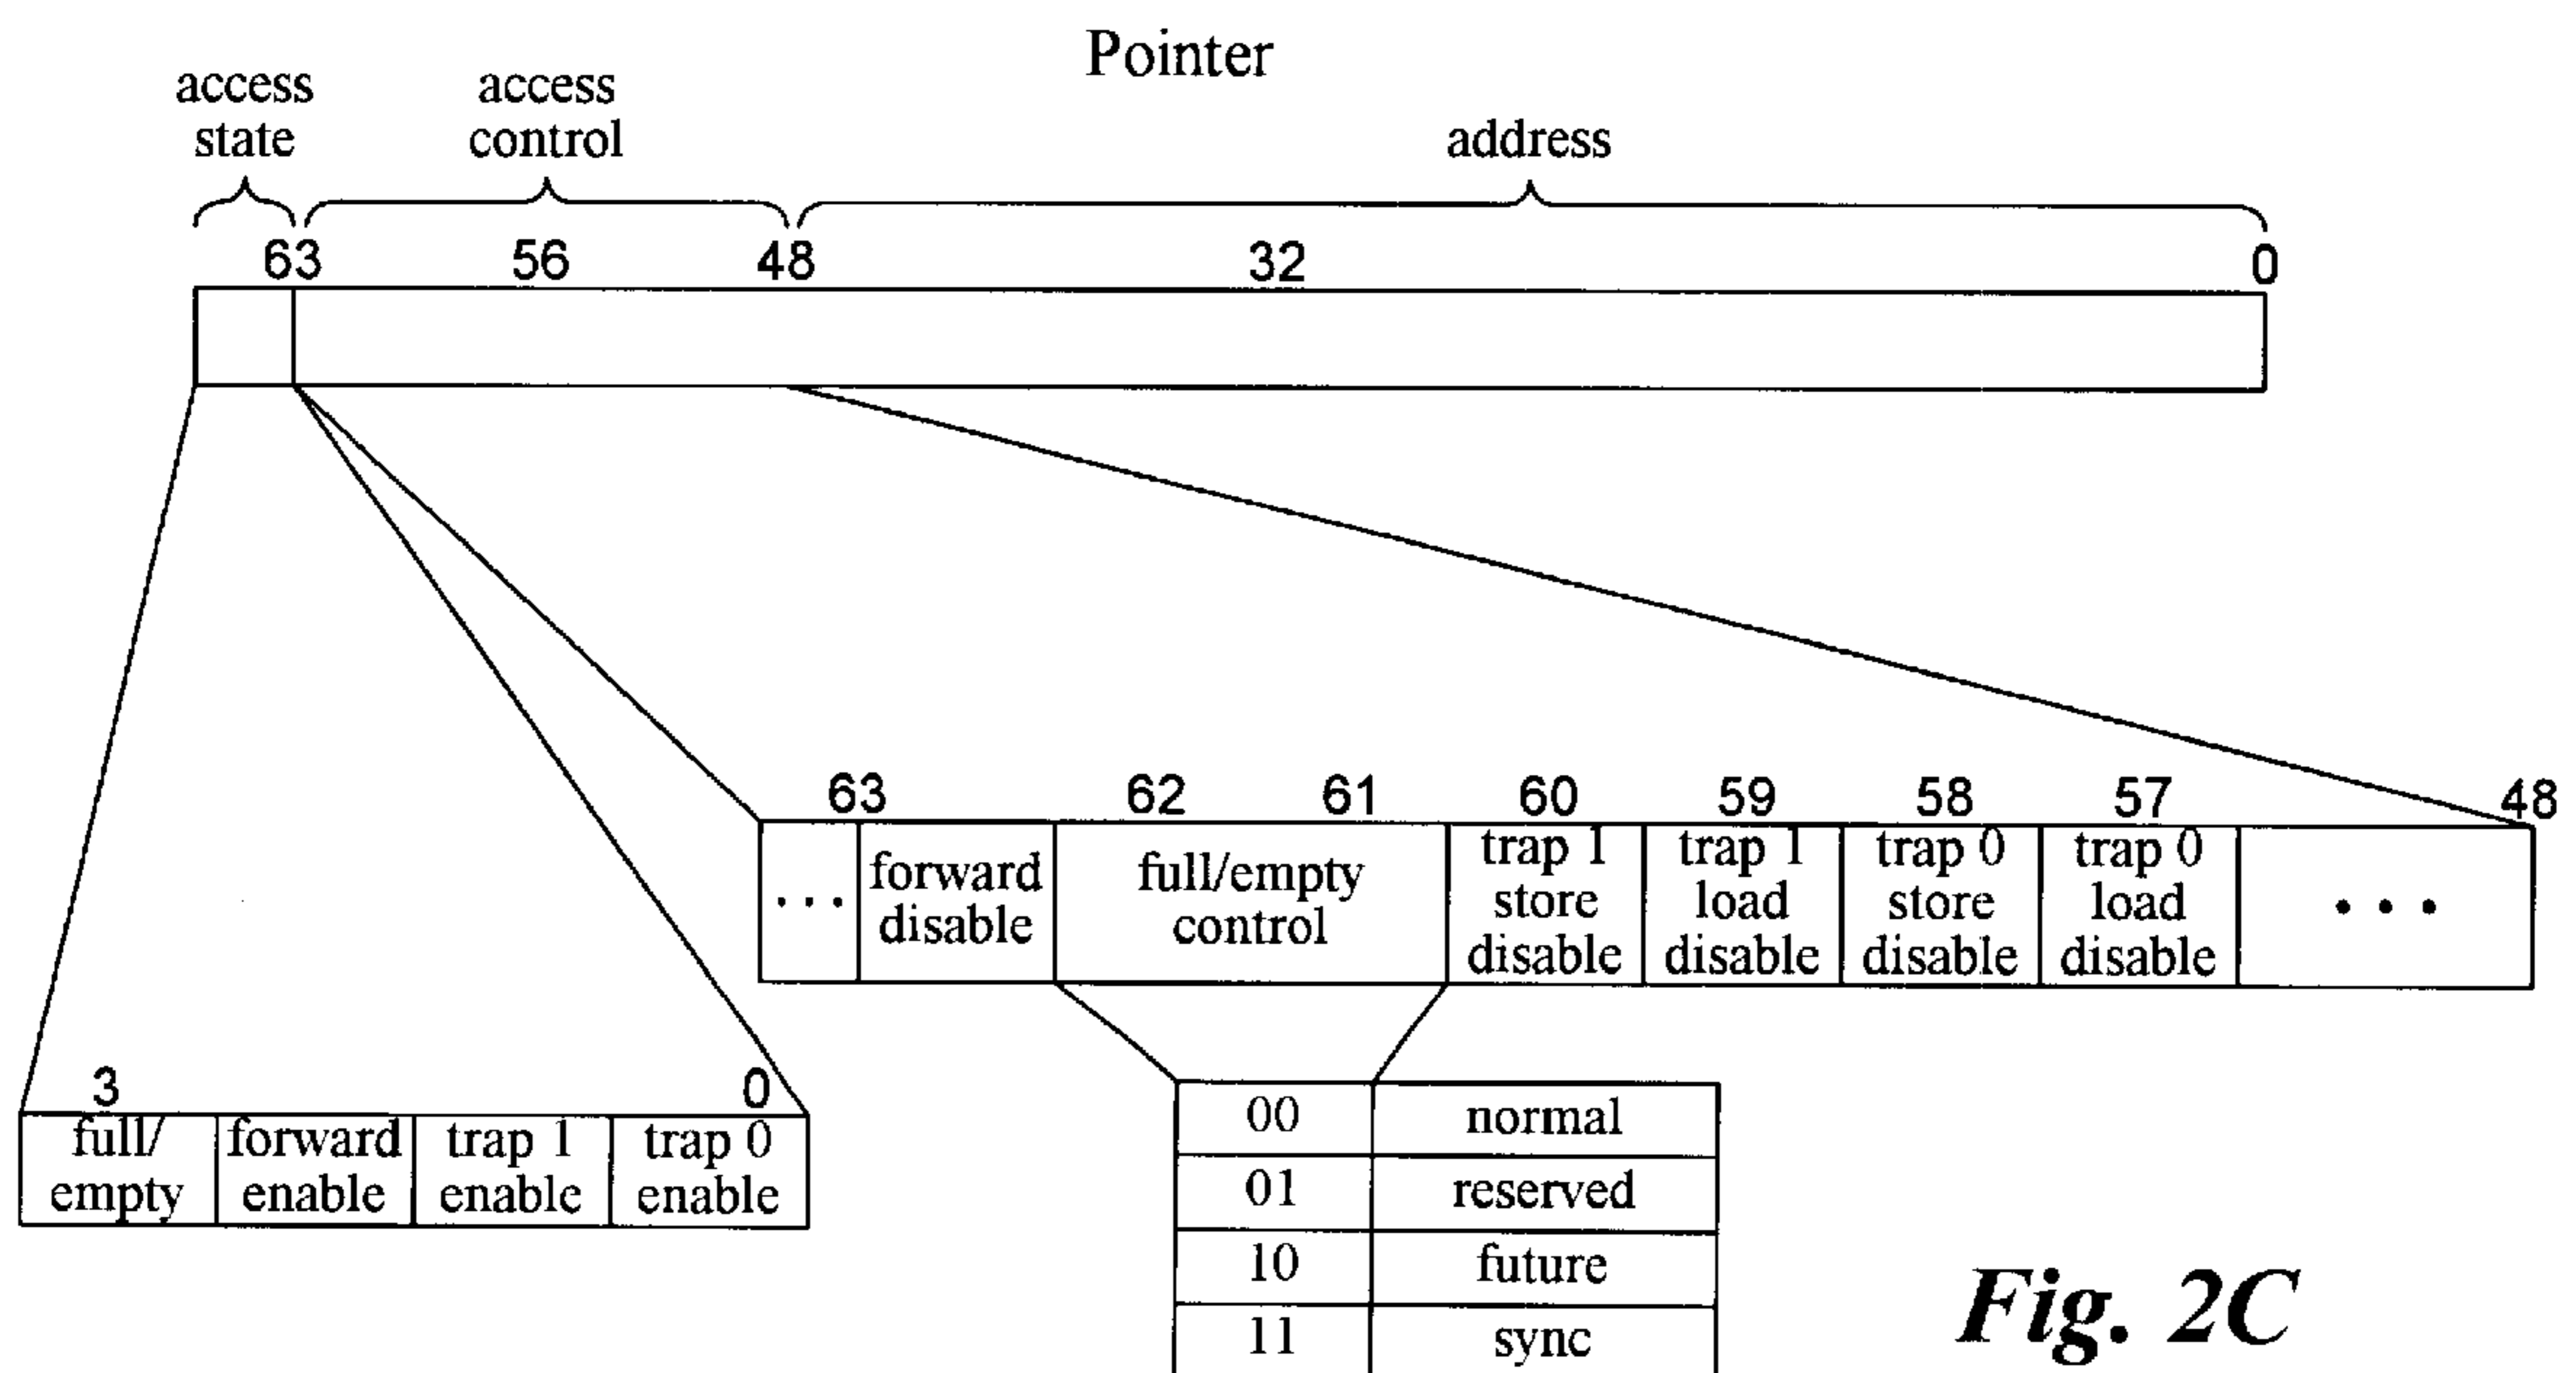 Pointer
access
state
access
control
address
63 56 48 32 0
63 62 61 60 59 58 57 48
... forward
disable
full/empty
control
trap 1
store
disable
trap 1
load
disable
trap 0
store
disable
trap 0
load
disable
...
3 0
full/
empty
forward
enable
trap 1
enable
trap 0
enable
00 normal
01 reserved
10 future
11 sync
Fig. 2C